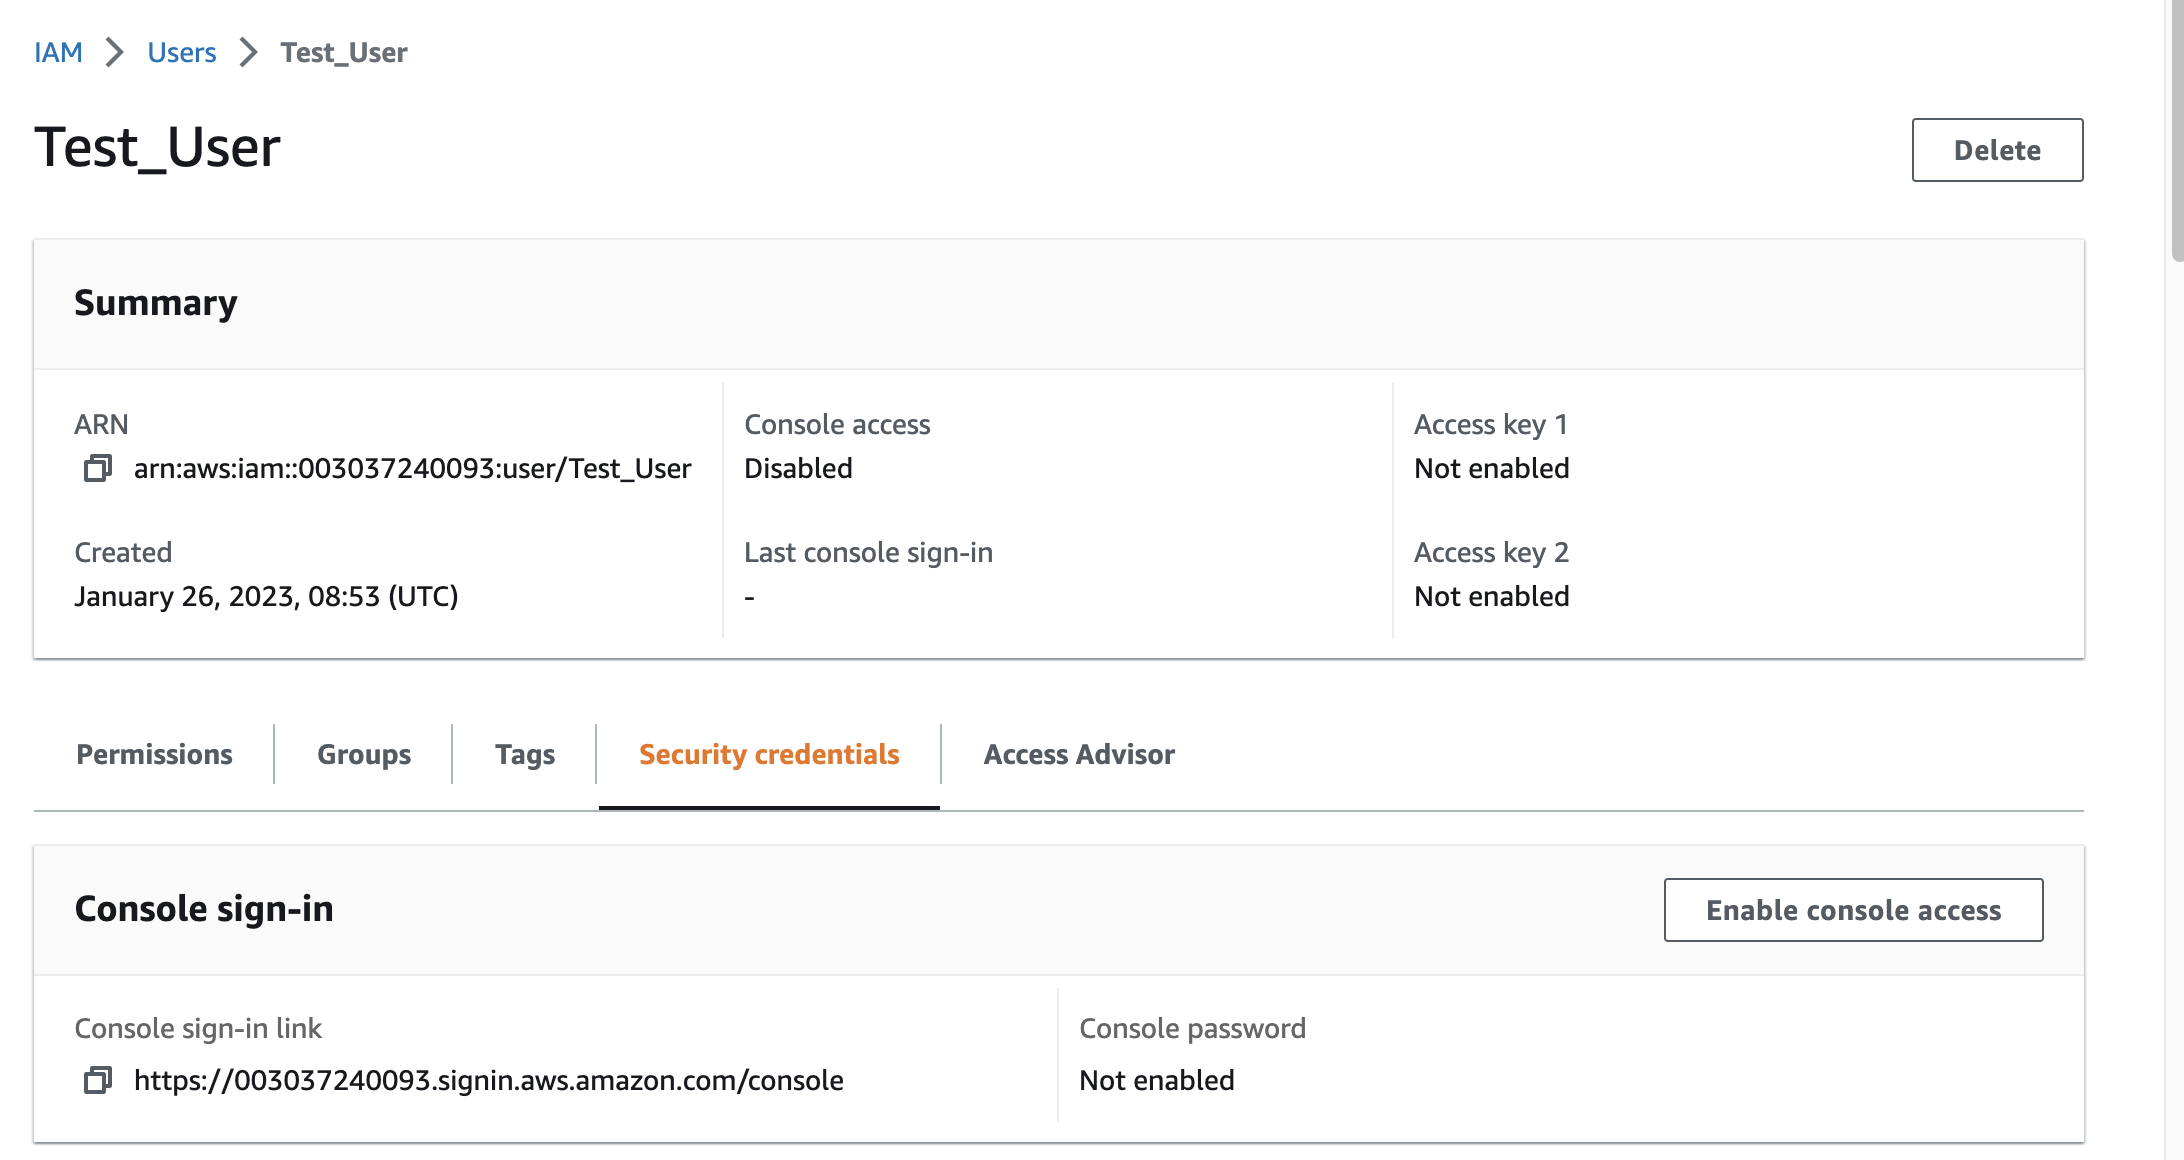 IAM > Users > Test_User
Test_User
Delete
Summary
ARN
arn:aws:iam::003037240093:user/Test_User
Created
January 26, 2023, 08:53 (UTC)
Console access
Disabled
Last console sign-in
-
Access key 1
Not enabled
Access key 2
Not enabled
Permissions
Groups
Tags
Security credentials
Access Advisor
Console sign-in
Enable console access
Console sign-in link
https://003037240093.signin.aws.amazon.com/console
Console password
Not enabled